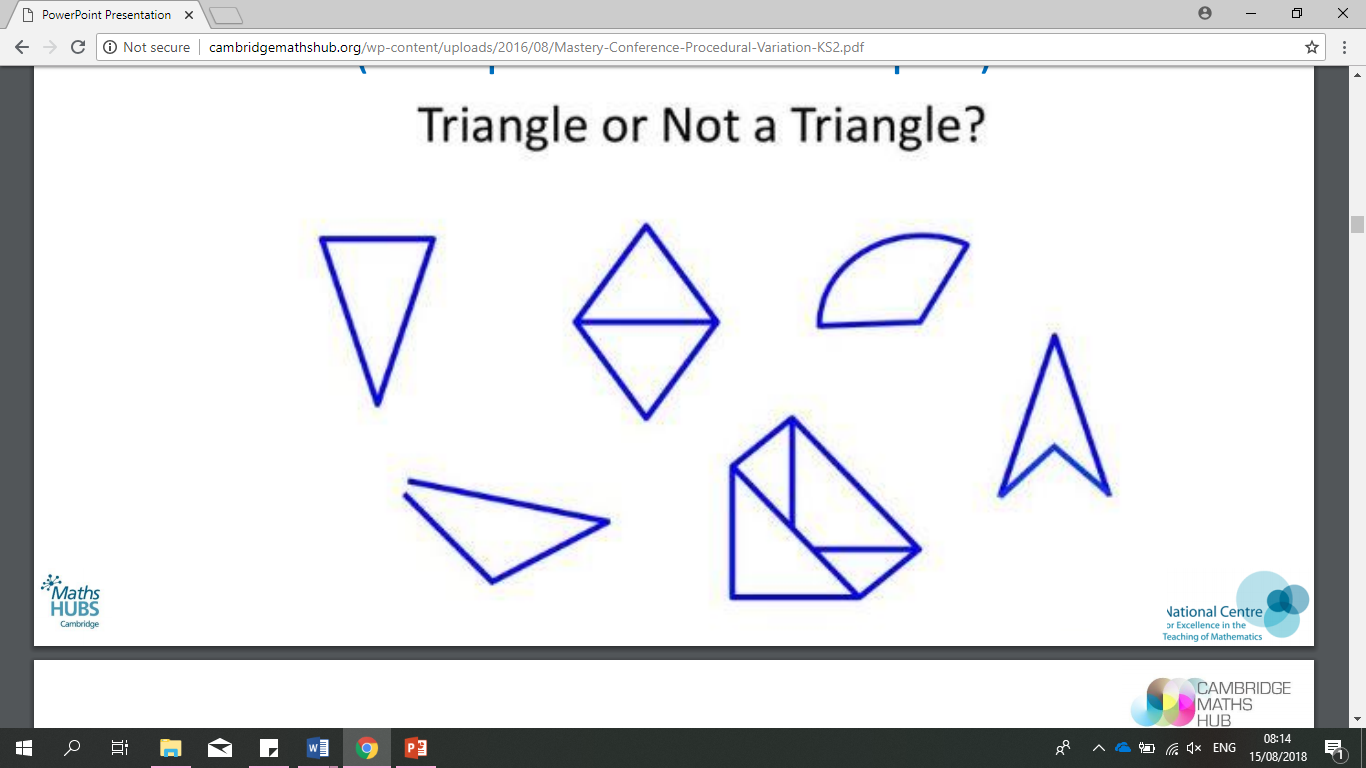 PowerPoint Presentation
Not secure
cambridgemathshub.org/wp-content/uploads/2016/08/Mastery-Conference-Procedural-Variation-KS2.pdf
Triangle or Not a Triangle?
Maths
HUBS
Cambridge
National Centre
or Excellence in the
Teaching of Mathematics
CAMBRIDGE
MATHS
HUB
ENG
08:14
15/08/2018
1